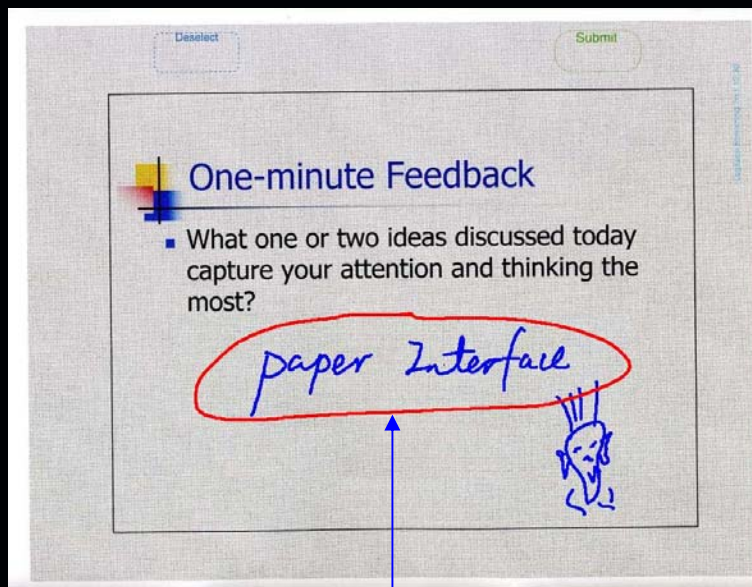 Deselect
Submit
One-minute Feedback
What one or two ideas discussed today
capture your attention and thinking the
most?
paper Interface